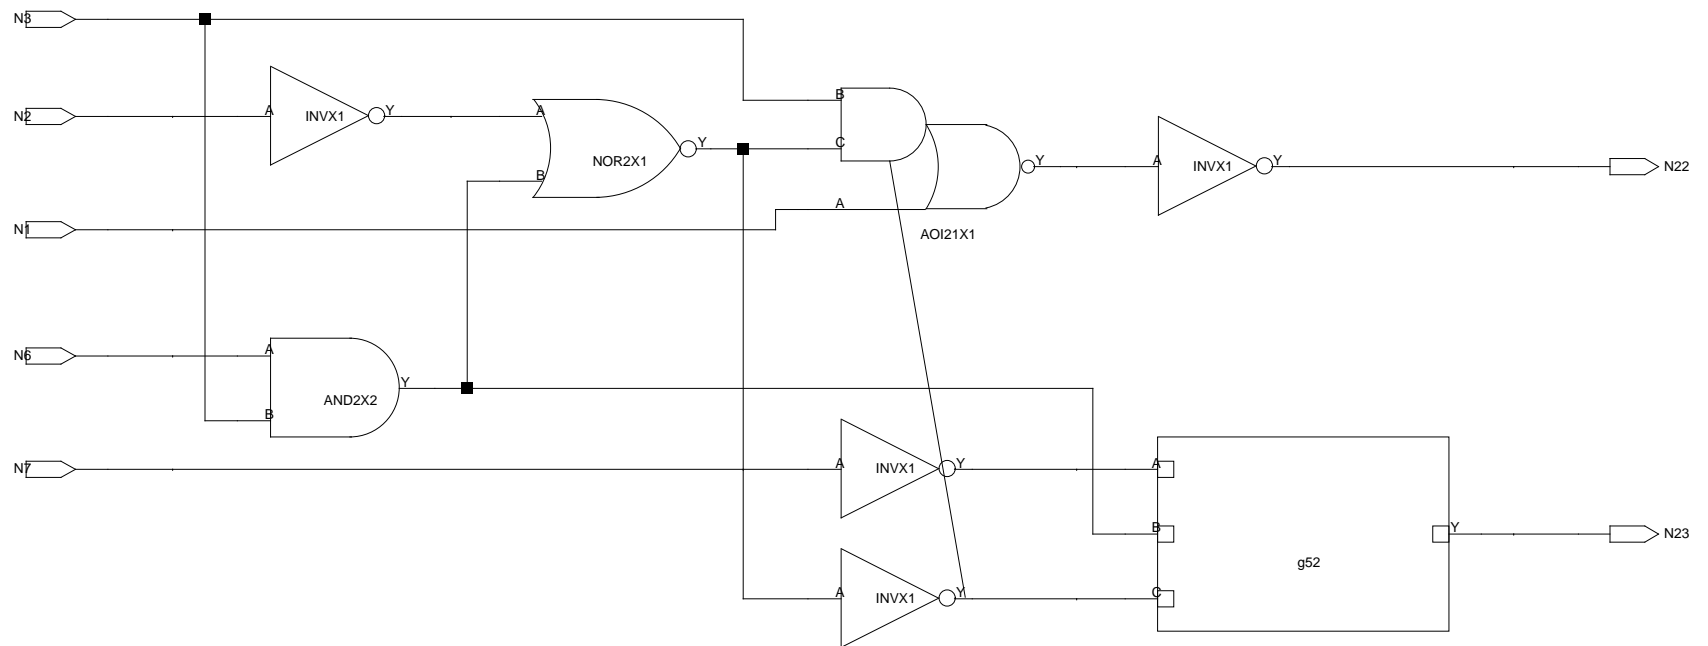 N3
B
N2
A
INVX1
Y
A
NOR2X1
Y
C
Y
A
INVX1
Y
N22
B
A
N1
AOI21X1
N6
A
Y
AND2X2
B
N7
A
INVX1
Y
A
B
Y
N23
g52
A
INVX1
Y
C